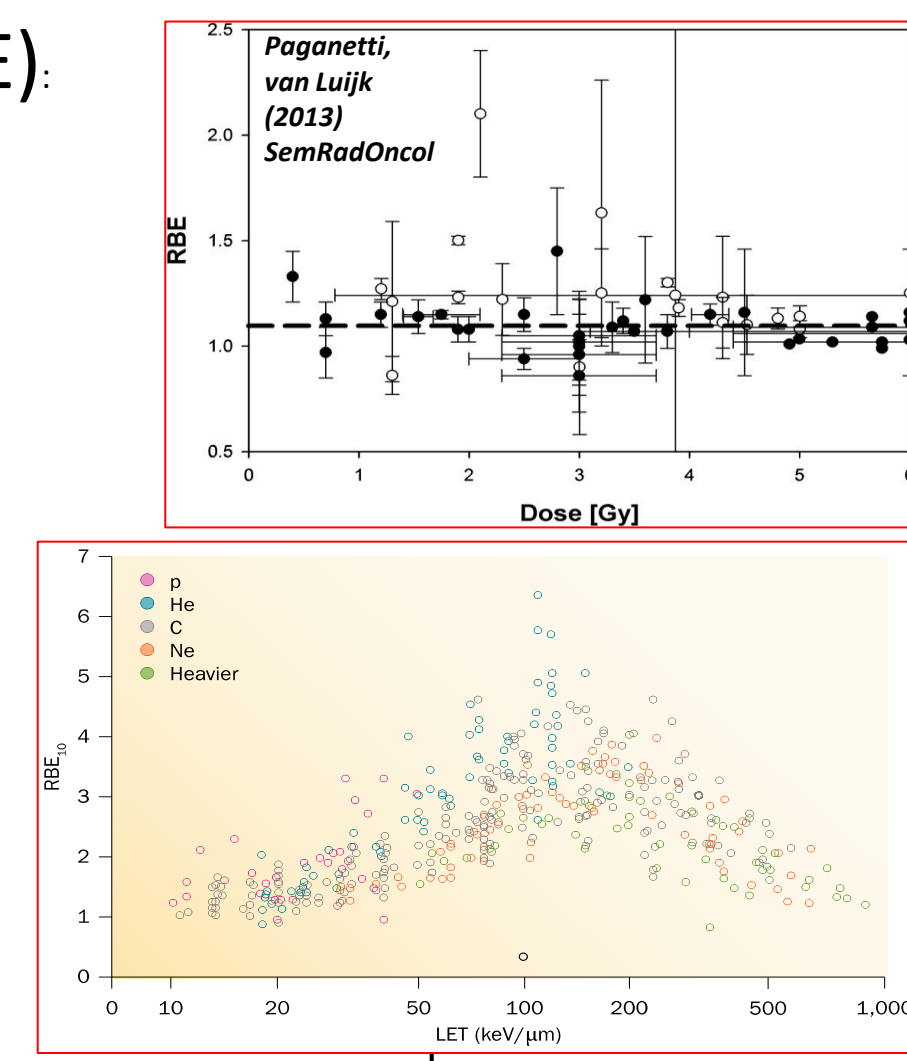 E):
Paganetti,
van Luijk
(2013)
SemRadOncol
2.5
2.0
1.5
1.0
0.5
RBE
0 1 2 3 4 5 6
Dose [Gy]
7
6
5
4
3
2
1
0
p
He
C
Ne
Heavier
RBE10
0 10 20 50 100 200 500 1,000
LET (keV/μm)